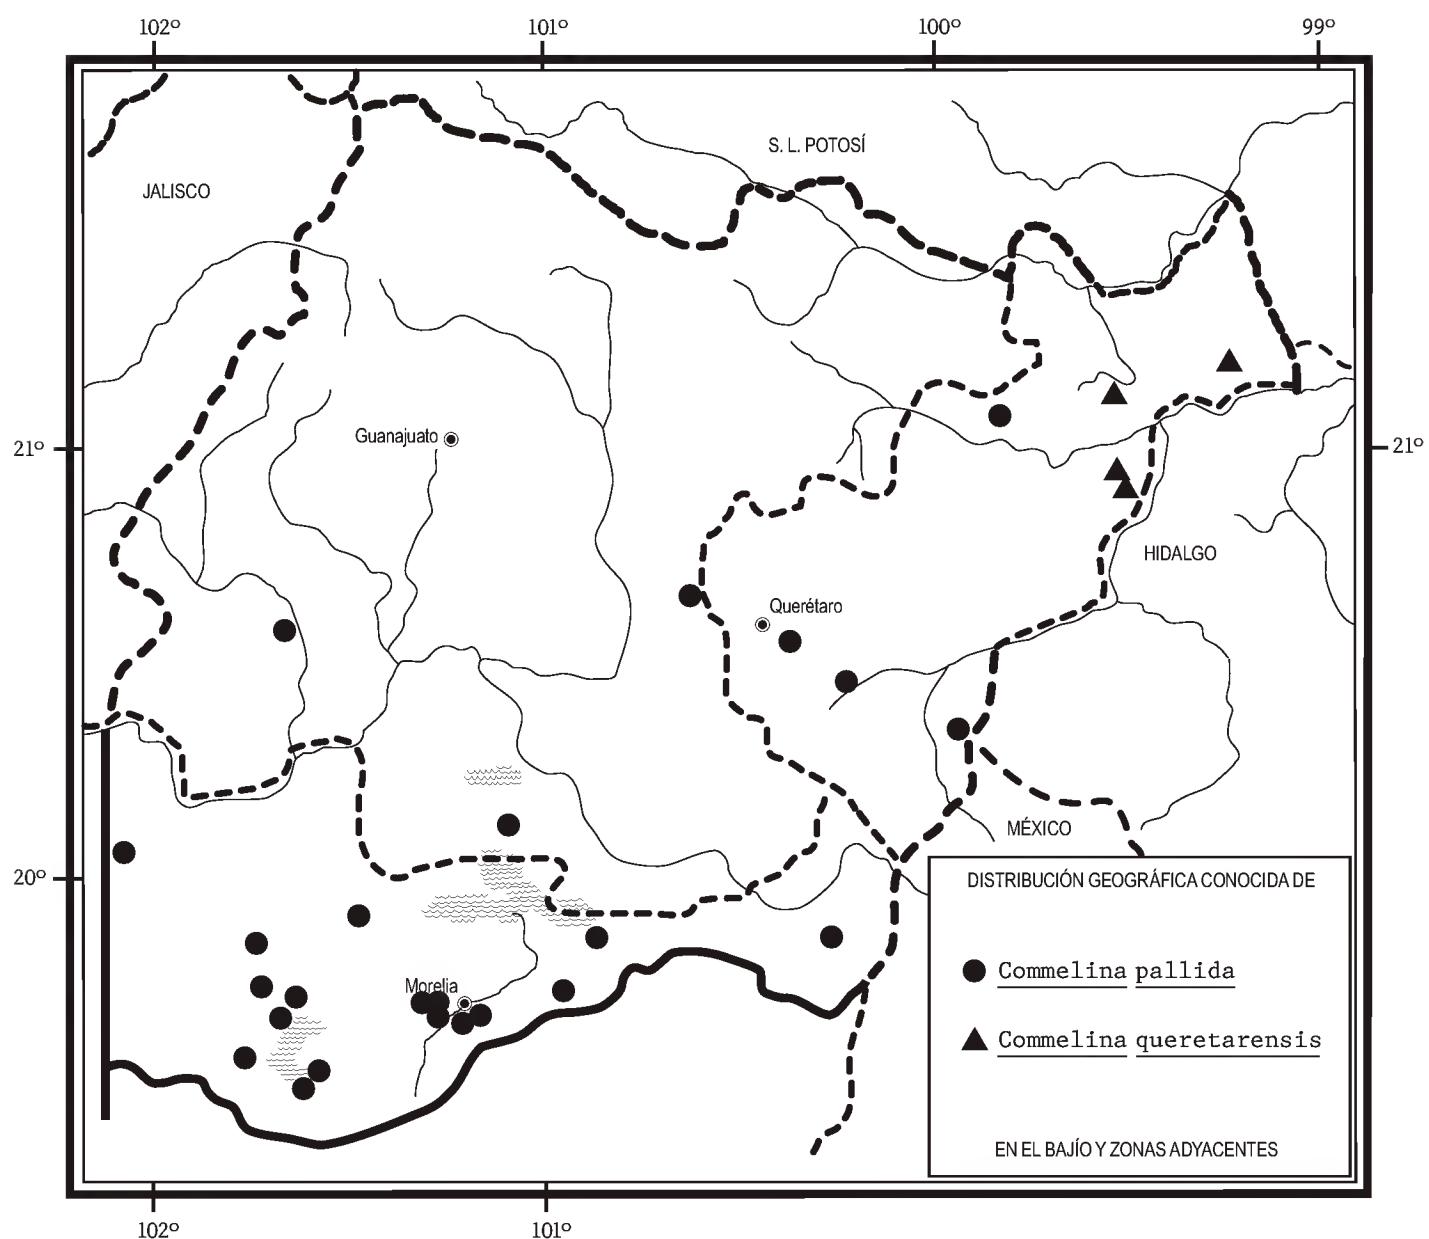 102º 101º 100º 99º
S. L. POTOSÍ
JALISCO
Guanajuato
21º 21º
HIDALGO
Querétaro
MÉXICO
20º
DISTRIBUCIÓN GEOGRÁFICA CONOCIDA DE
Commelina pallida
Morelia
Commelina queretarensis
EN EL BAJÍO Y ZONAS ADYACENTES
102º 101º